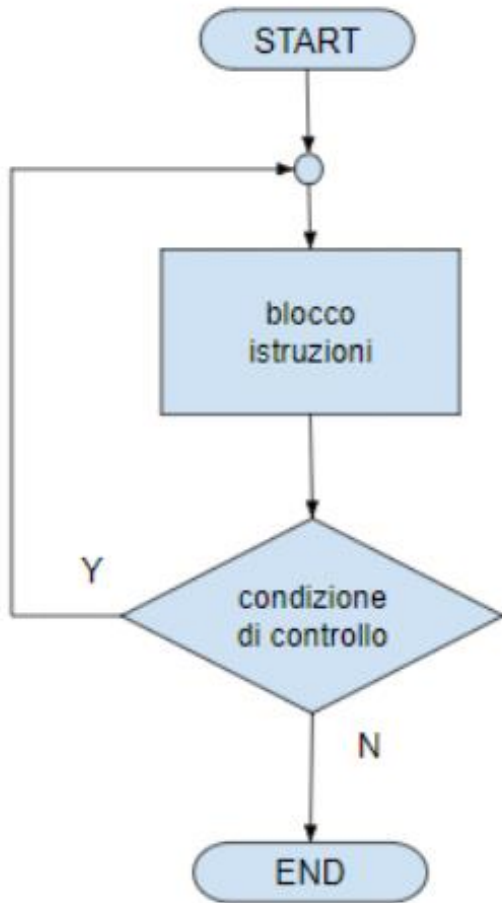 START
blocco
istruzioni
Y
condizione
di controllo
N
END